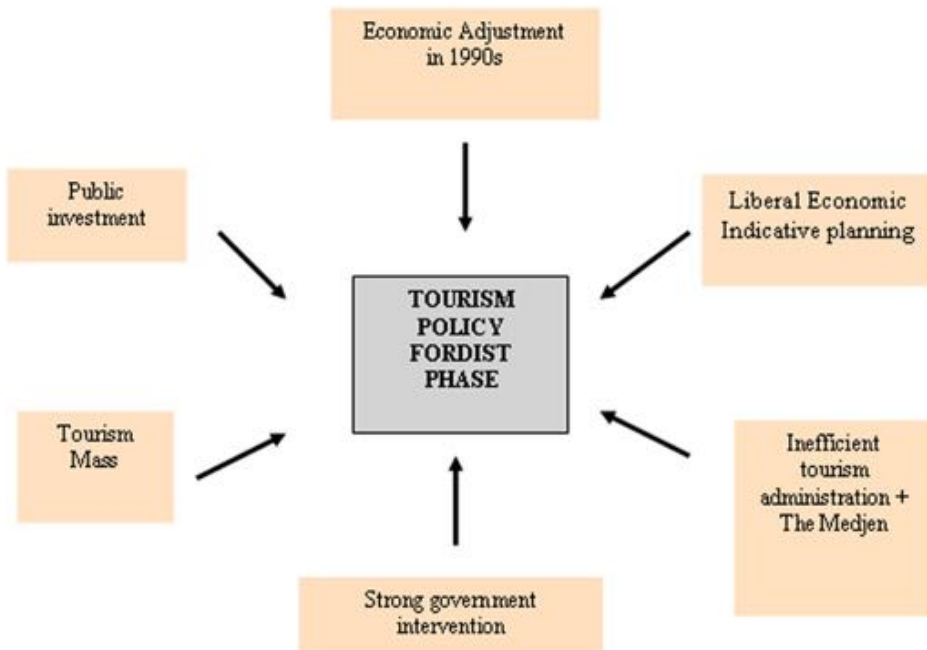 Economic Adjustment
in 1990s
Public
investment
Liberal Economic
Indicative planning
TOURISM
POLICY
FORDIST
PHASE
Tourism
Mass
Inefficient
tourism
administration +
The Medjen
Strong government
intervention